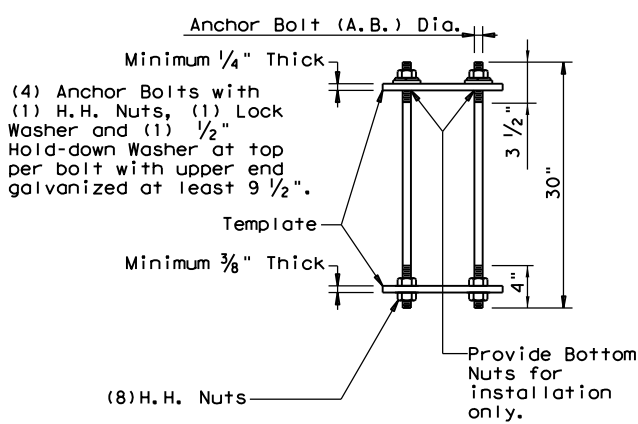 Anchor Bolt (A.B.) Dia.
Minimum 1/4" Thick
(4) Anchor Bolts with
(1) H.H. Nuts, (1) Lock
Washer and (1) 1/2"
Hold-down Washer at top
per bolt with upper end
galvanized at least 9 1/2".
3 1/2"
30"
Template
Minimum 3/8" Thick
4"
(8)H.H. Nuts
Provide Bottom
Nuts for
installation
only.